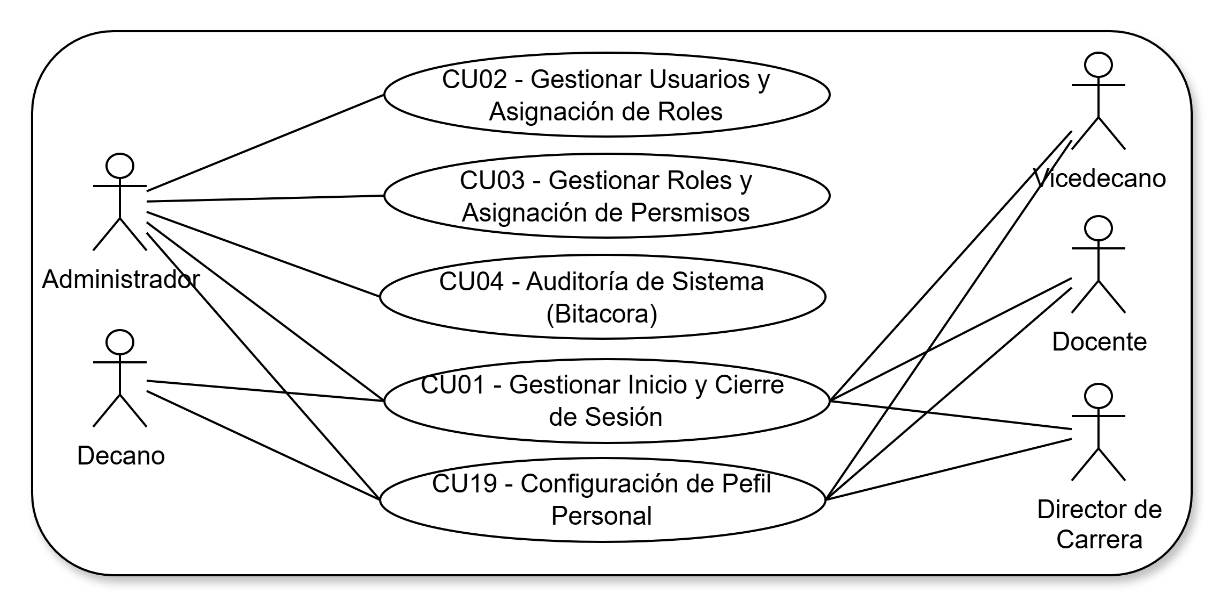 CU02 - Gestionar Usuarios y
Asignación de Roles
CU03 - Gestionar Roles y
Asignación de Persmisos
CU04 - Auditoría de Sistema
(Bitacora)
CU01 - Gestionar Inicio y Cierre
de Sesión
CU19 - Configuración de Pefil
Personal
Administrador
Decano
Vicedecano
Docente
Director de
Carrera